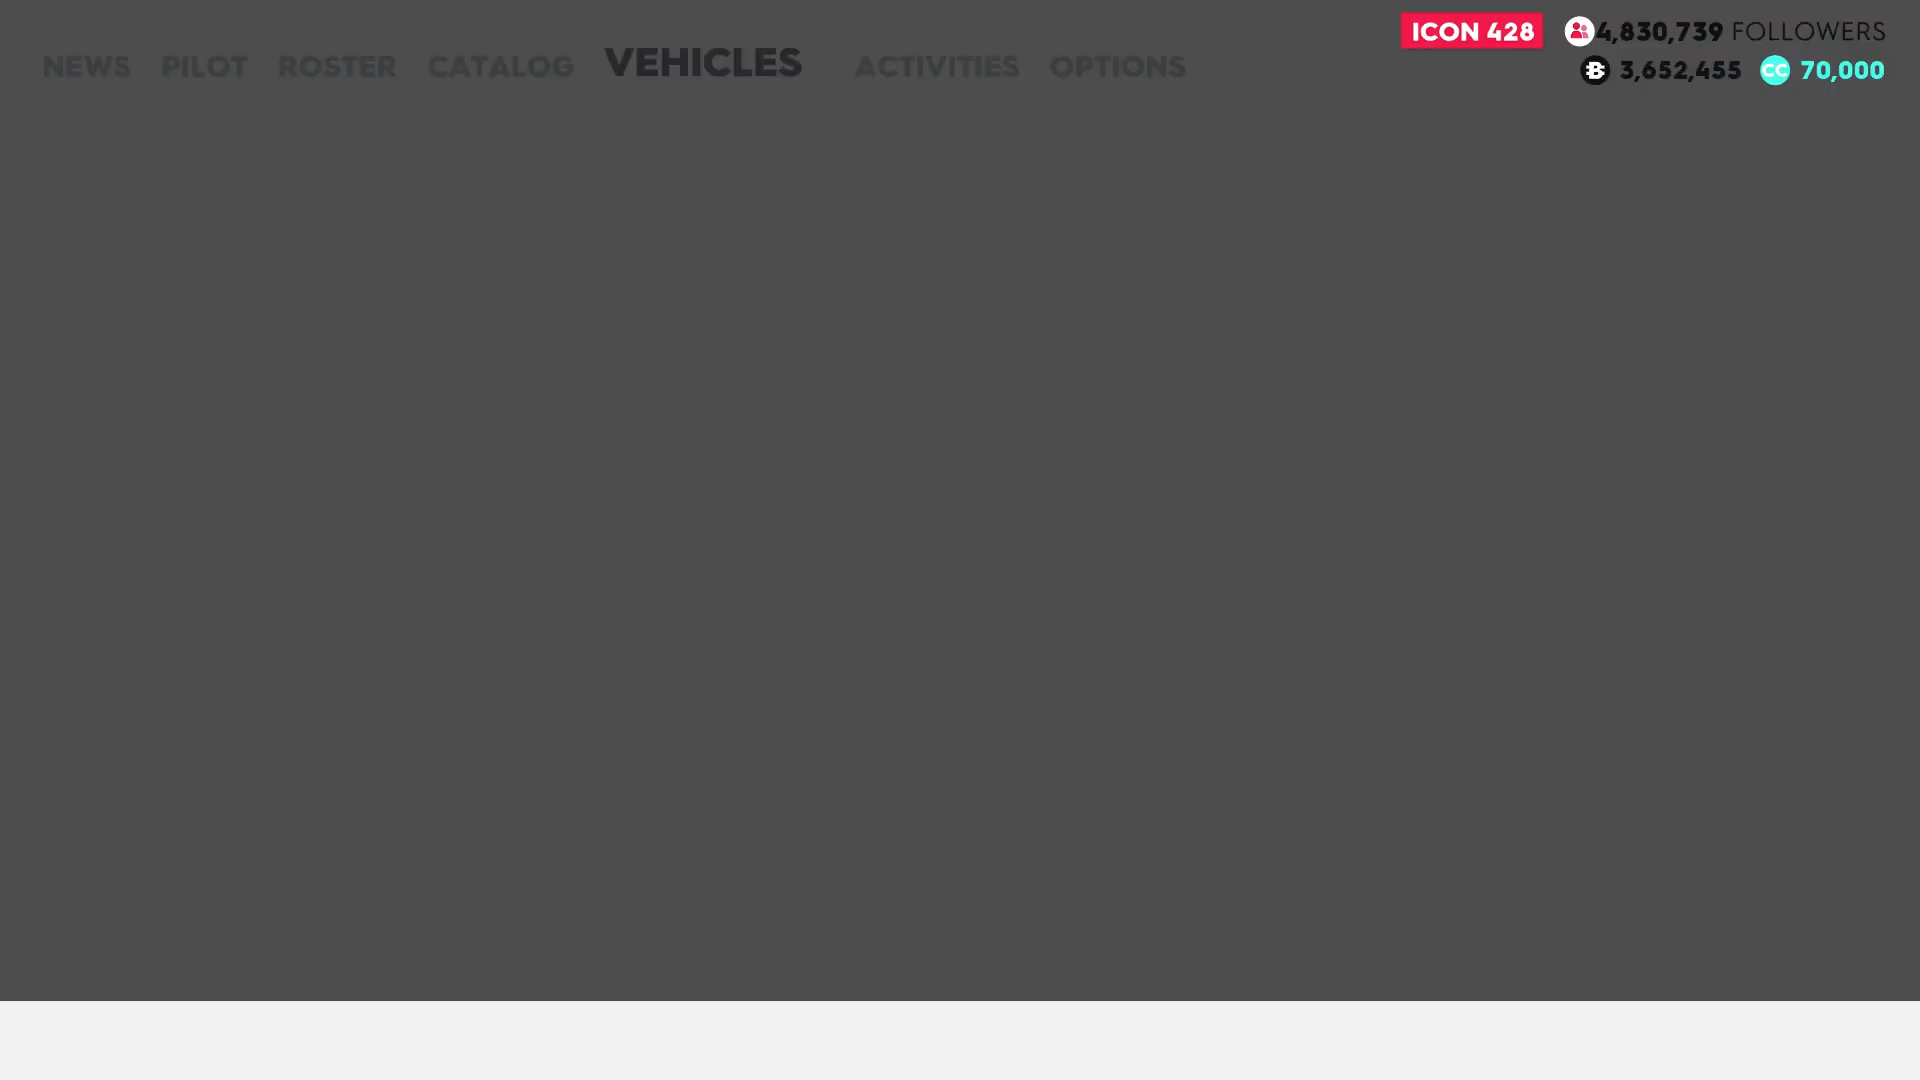 NEWS PILOT ROSTER CATALOG VEHICLES ACTIVITIES OPTIONS
ICON 428 4,830,739 FOLLOWERS
3,652,455 CC 70,000